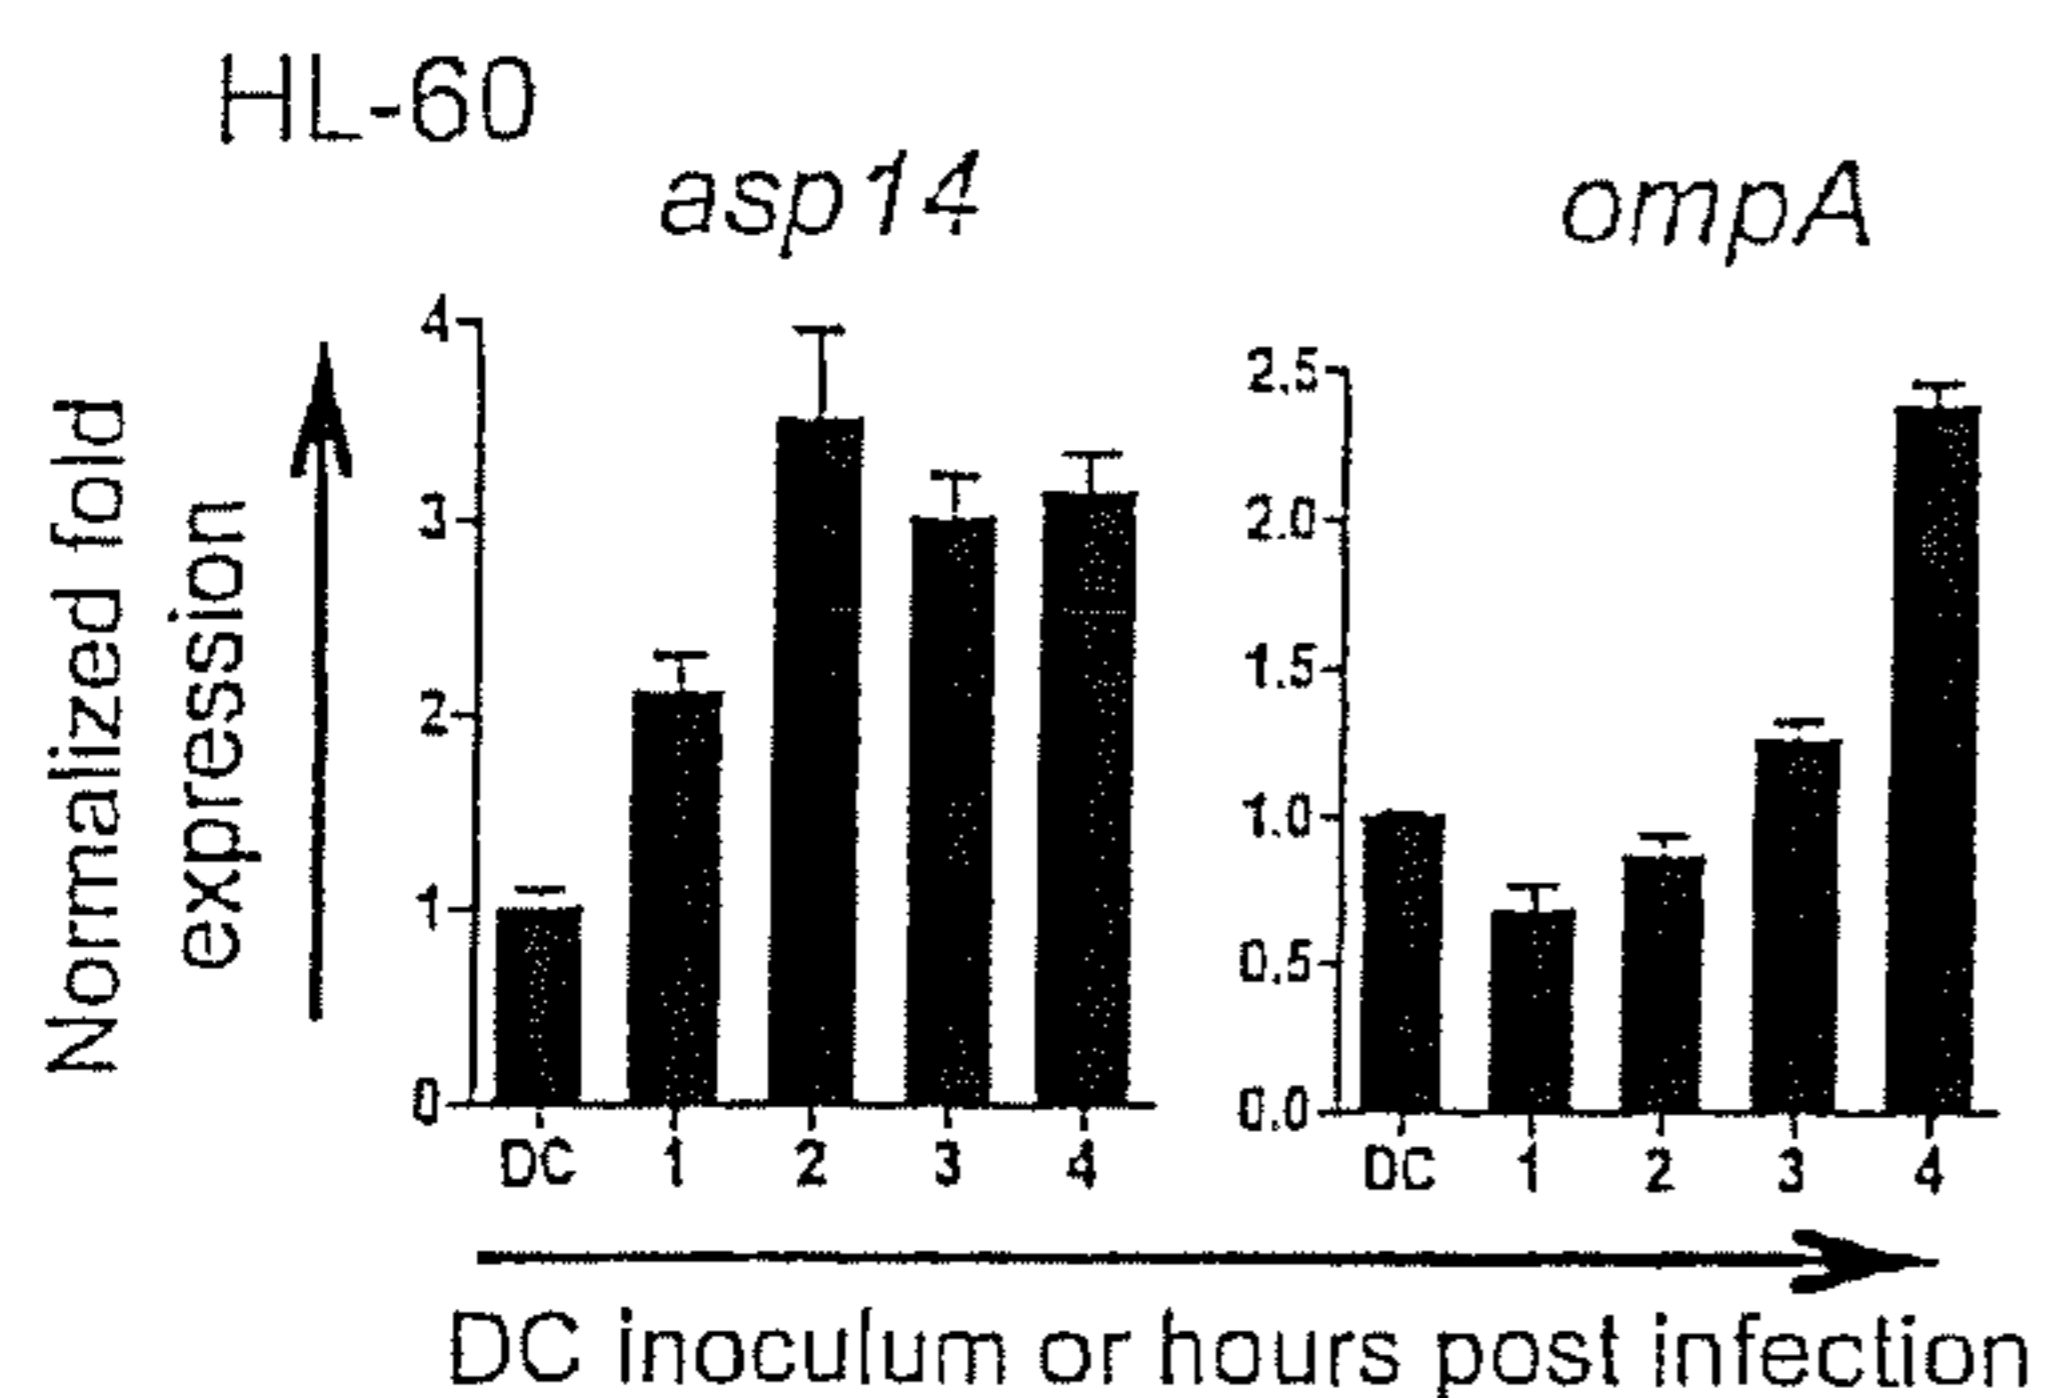 HL-60
asp14
ompA
Normalized fold
expression
4
3
2
1
0
DC 1 2 3 4
2.5
2.0
1.5
1.0
0.5
0.0
DC 1 2 3 4
DC inoculum or hours post infection